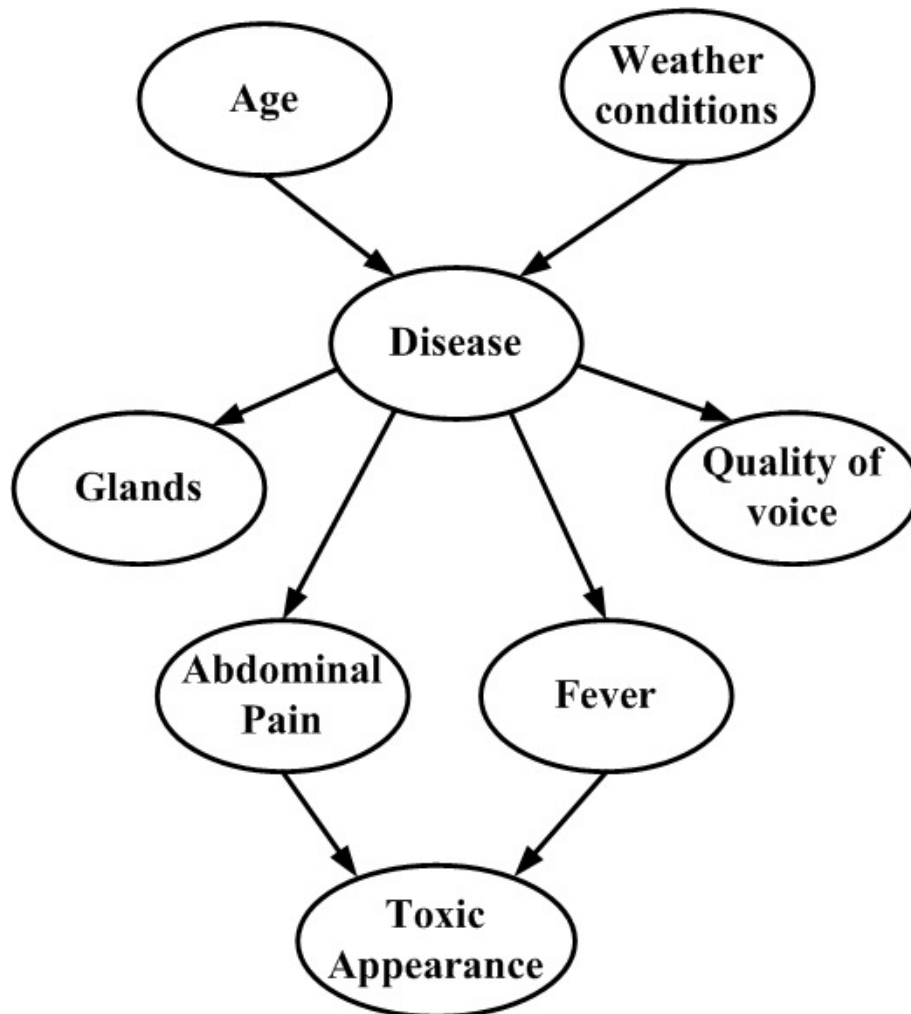 Age
Weather
conditions
Disease
Glands
Quality of
voice
Abdominal
Pain
Fever
Toxic
Appearance